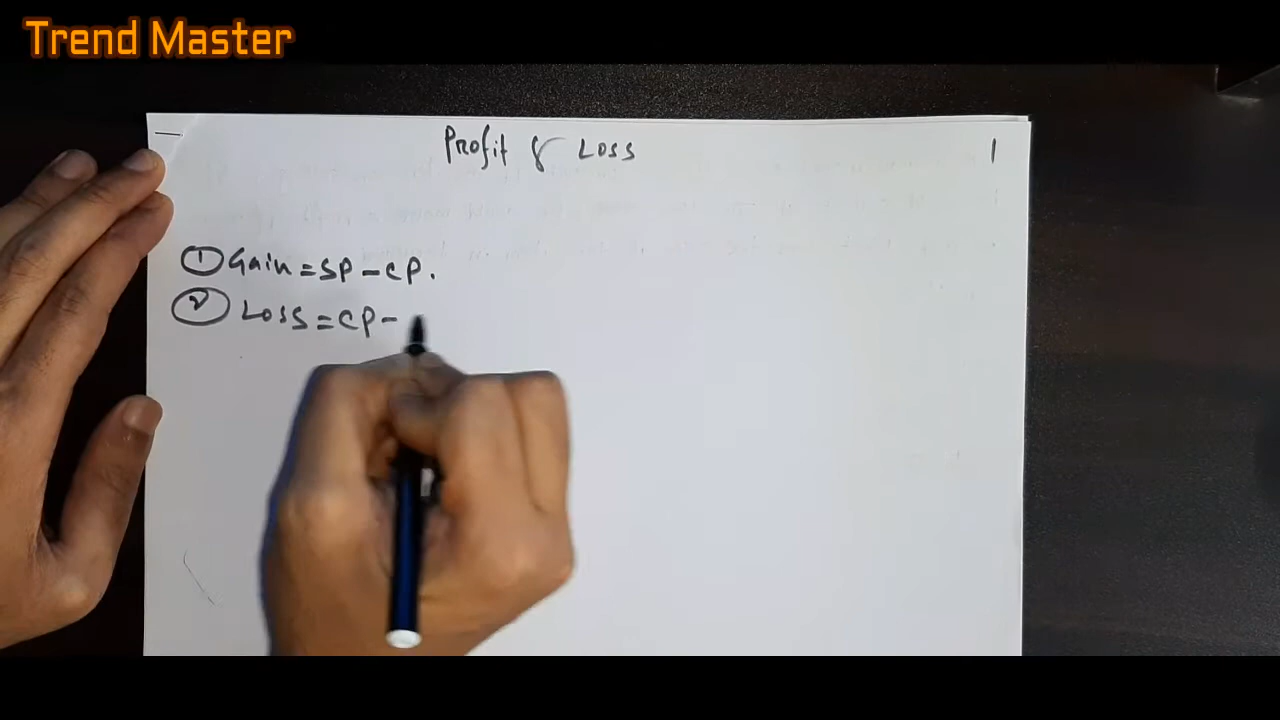 Trend Master
Profit & Loss 1
① Gain = SP - CP.
② Loss = CP -